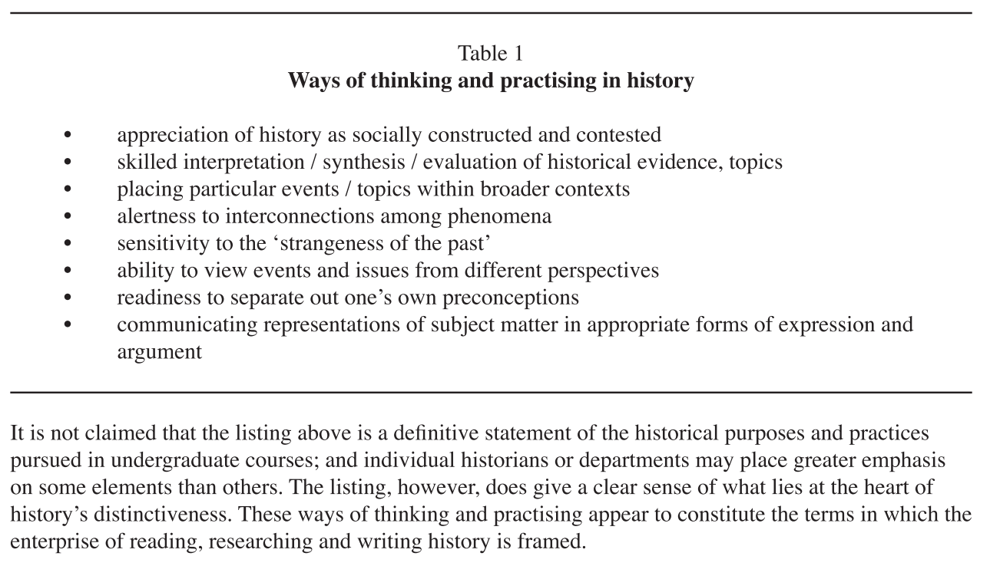 Table 1
Ways of thinking and practising in history
• appreciation of history as socially constructed and contested
• skilled interpretation / synthesis / evaluation of historical evidence, topics
• placing particular events / topics within broader contexts
• alertness to interconnections among phenomena
• sensitivity to the ‘strangeness of the past’
• ability to view events and issues from different perspectives
• readiness to separate out one’s own preconceptions
• communicating representations of subject matter in appropriate forms of expression and
argument
It is not claimed that the listing above is a definitive statement of the historical purposes and practices
pursued in undergraduate courses; and individual historians or departments may place greater emphasis
on some elements than others. The listing, however, does give a clear sense of what lies at the heart of
history’s distinctiveness. These ways of thinking and practising appear to constitute the terms in which the
enterprise of reading, researching and writing history is framed.